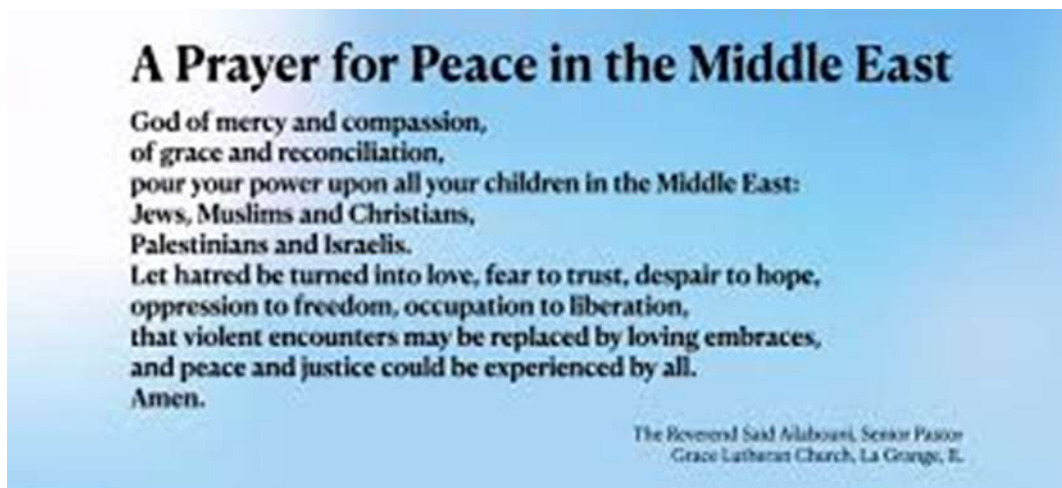 A Prayer for Peace in the Middle East
God of mercy and compassion,
of grace and reconciliation,
pour your power upon all your children in the Middle East:
Jews, Muslims and Christians,
Palestinians and Israelis.
Let hatred be turned into love, fear to trust, despair to hope,
oppression to freedom, occupation to liberation,
that violent encounters may be replaced by loving embraces,
and peace and justice could be experienced by all.
Amen.
The Reverend Said Ailabouni, Senior Pastor
Grace Lutheran Church, La Grange, IL